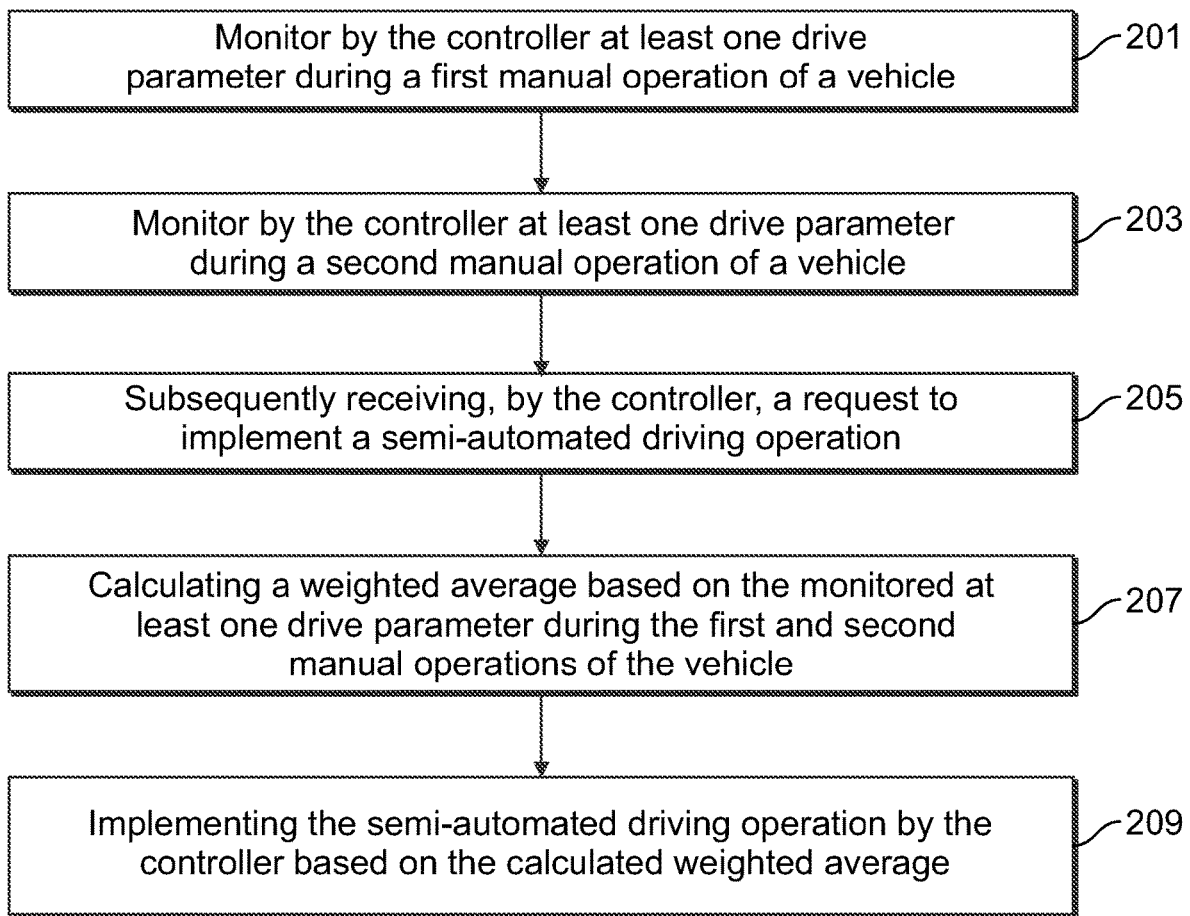 Monitor by the controller at least one drive
parameter during a first manual operation of a vehicle
201
Monitor by the controller at least one drive parameter
during a second manual operation of a vehicle
203
Subsequently receiving, by the controller, a request to
implement a semi-automated driving operation
205
Calculating a weighted average based on the monitored at
least one drive parameter during the first and second
manual operations of the vehicle
207
Implementing the semi-automated driving operation by the
controller based on the calculated weighted average
209